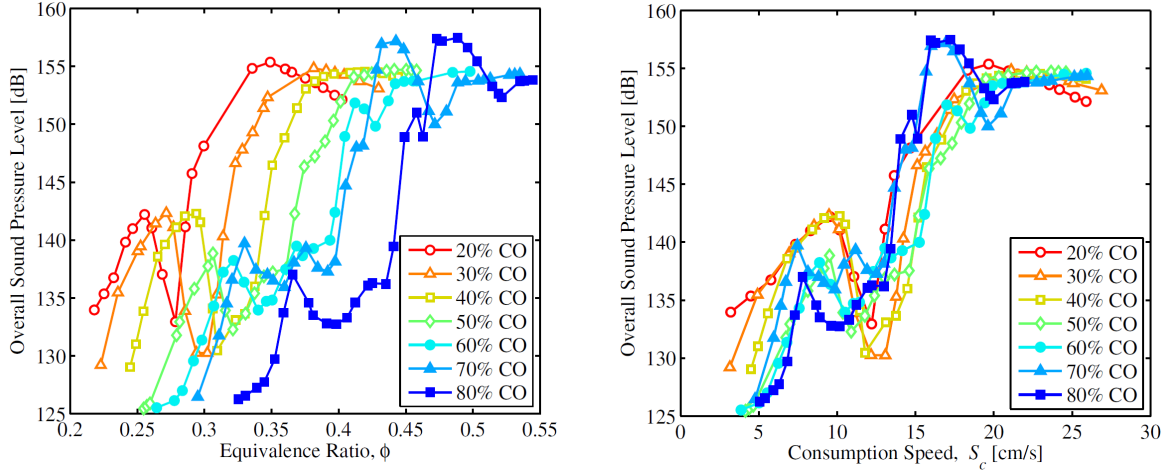 160
155
150
145
140
135
130
125
Overall Sound Pressure Level [dB]
0.2 0.25 0.3 0.35 0.4 0.45 0.5 0.55
Equivalence Ratio, ϕ
20% CO
30% CO
40% CO
50% CO
60% CO
70% CO
80% CO
160
155
150
145
140
135
130
125
Overall Sound Pressure Level [dB]
0 5 10 15 20 25 30
Consumption Speed, S_c [cm/s]
20% CO
30% CO
40% CO
50% CO
60% CO
70% CO
80% CO